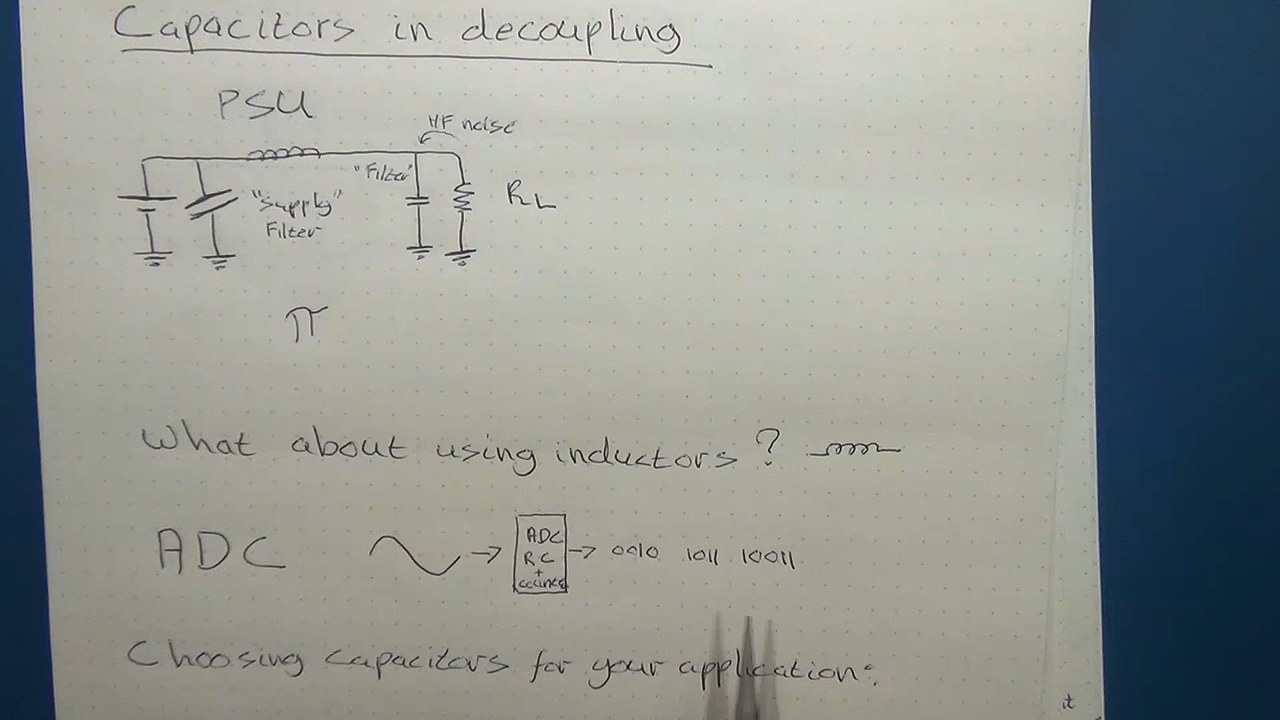 Capacitors in decoupling
PSU
HF noise
"Filter"
"Supply"
Filter
RL
π
What about using inductors?
ADC
ADC
RC
+
→ 0010 1011 10011
Choosing capacitors for your application:
it